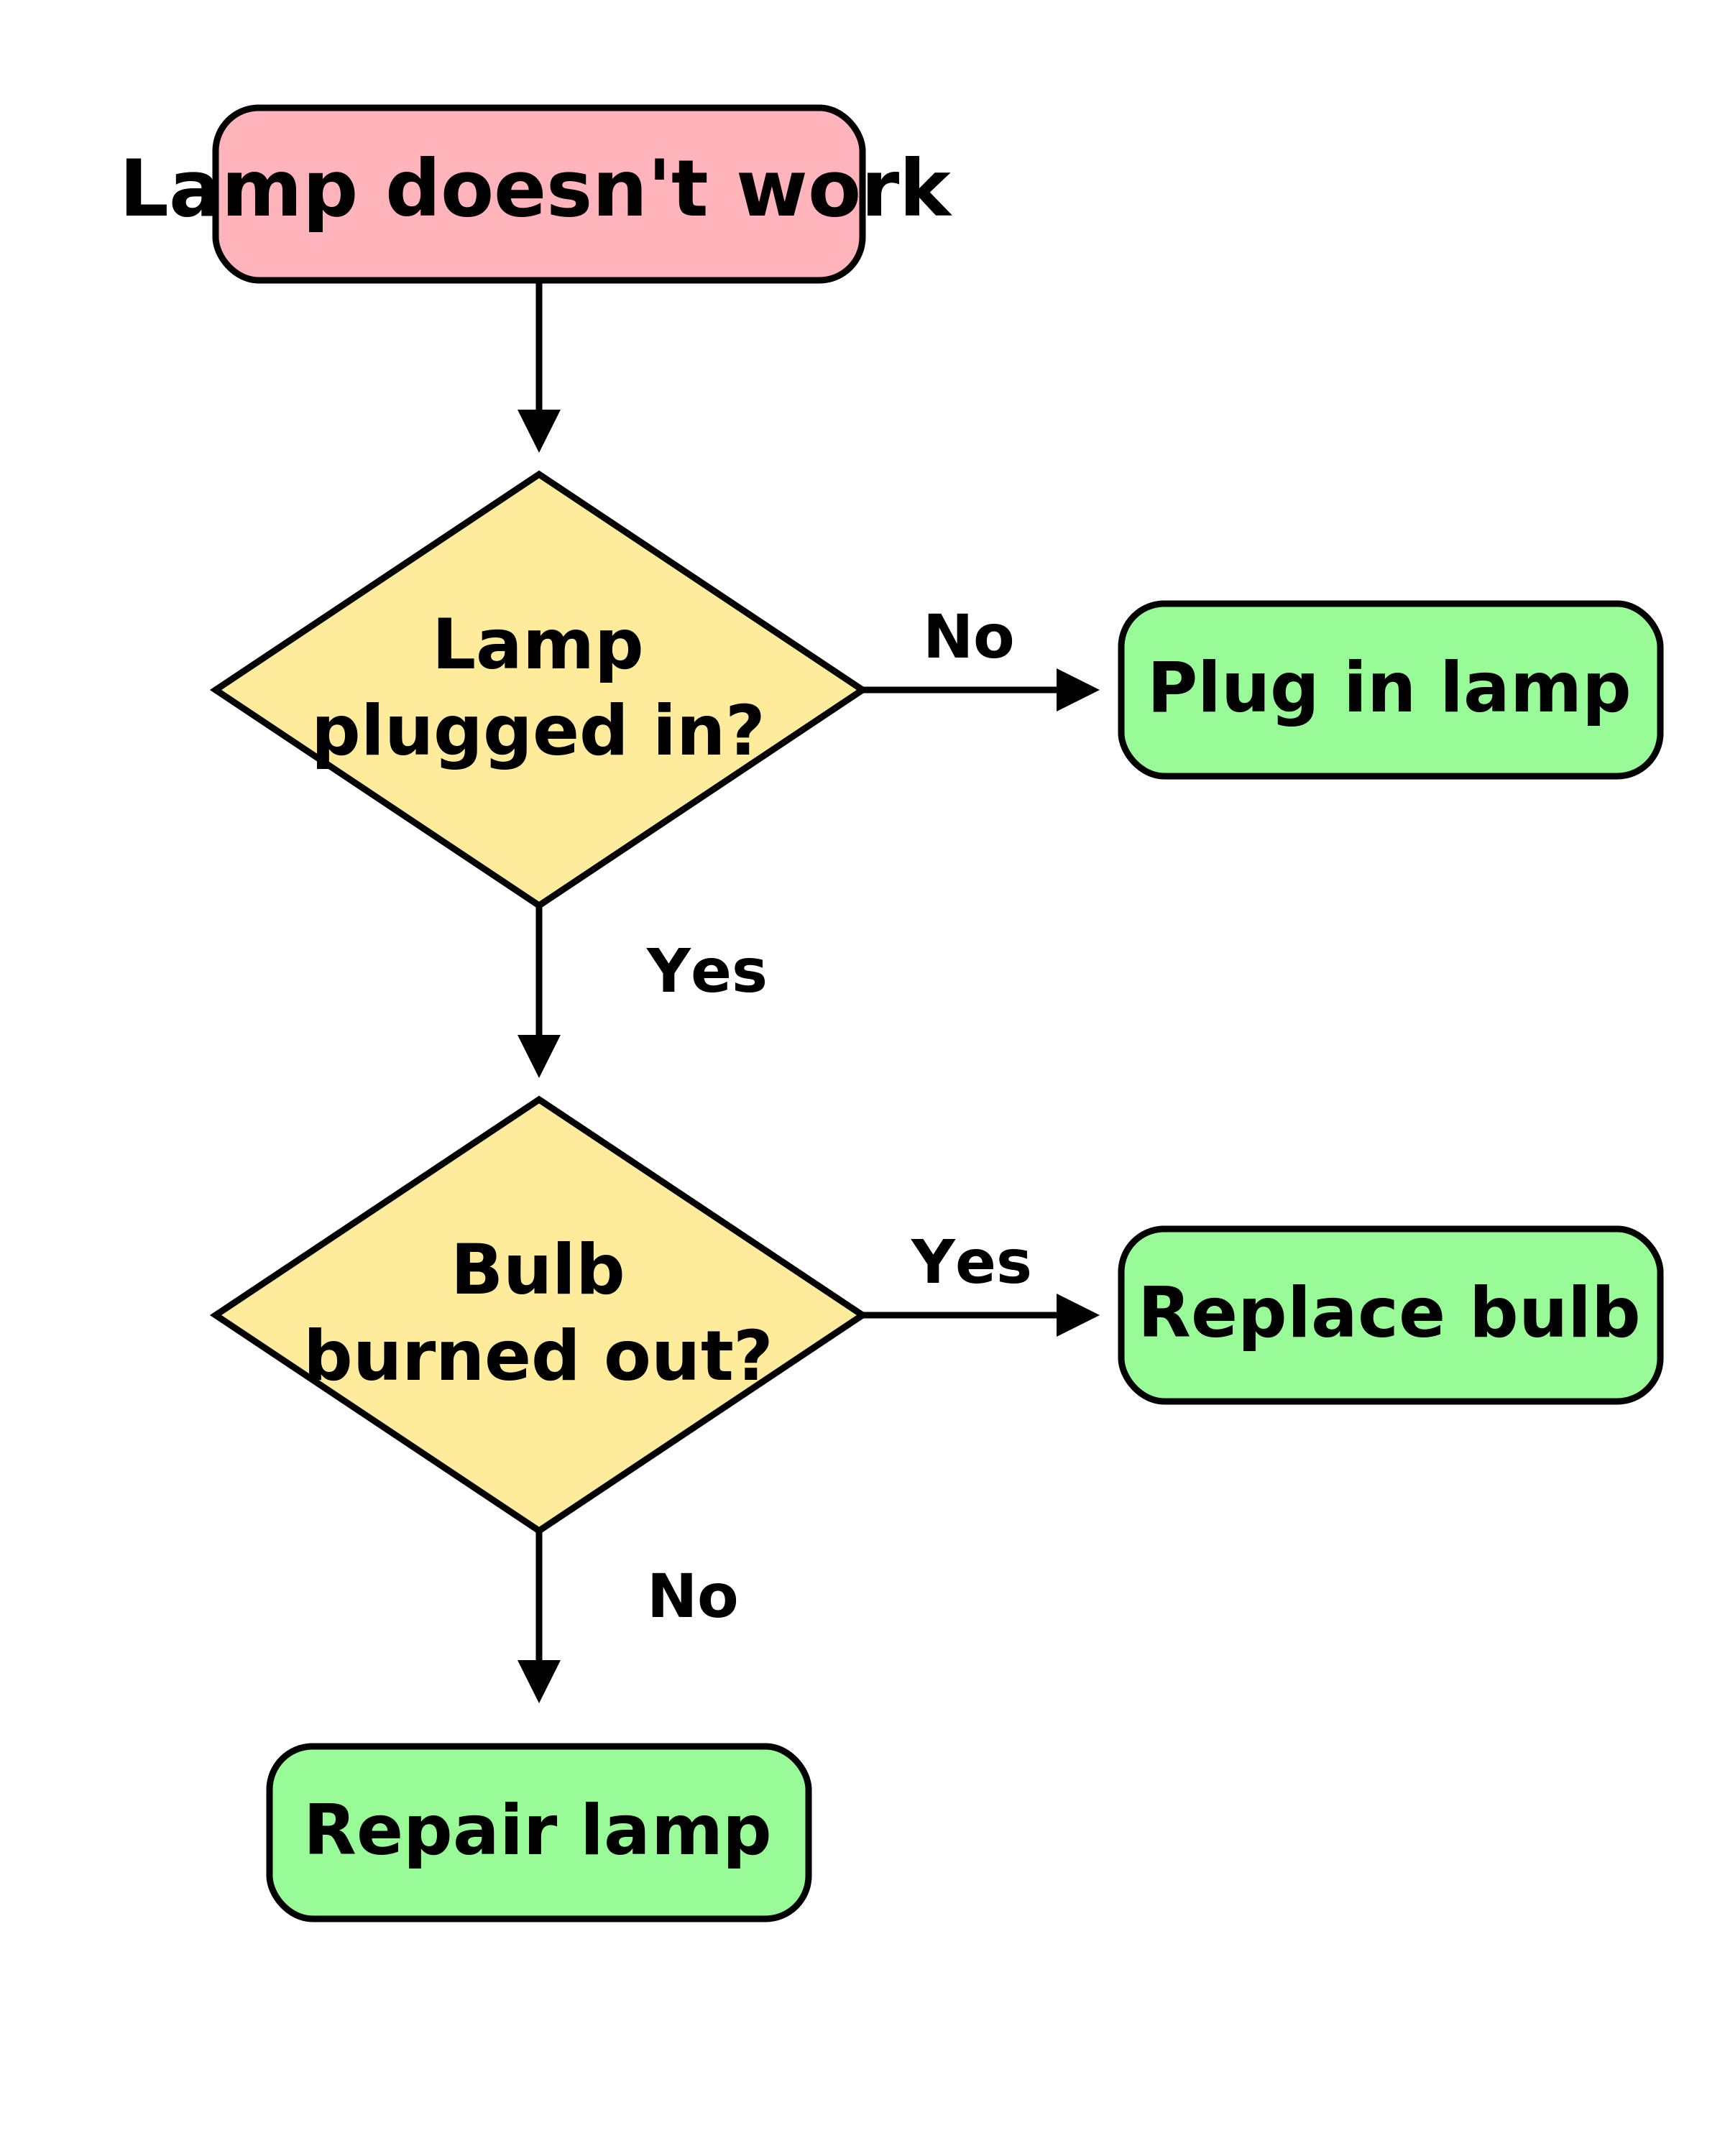 Lamp doesn't work
Lamp
plugged in?
No
Plug in lamp
Yes
Bulb
burned out?
Yes
Replace bulb
No
Repair lamp